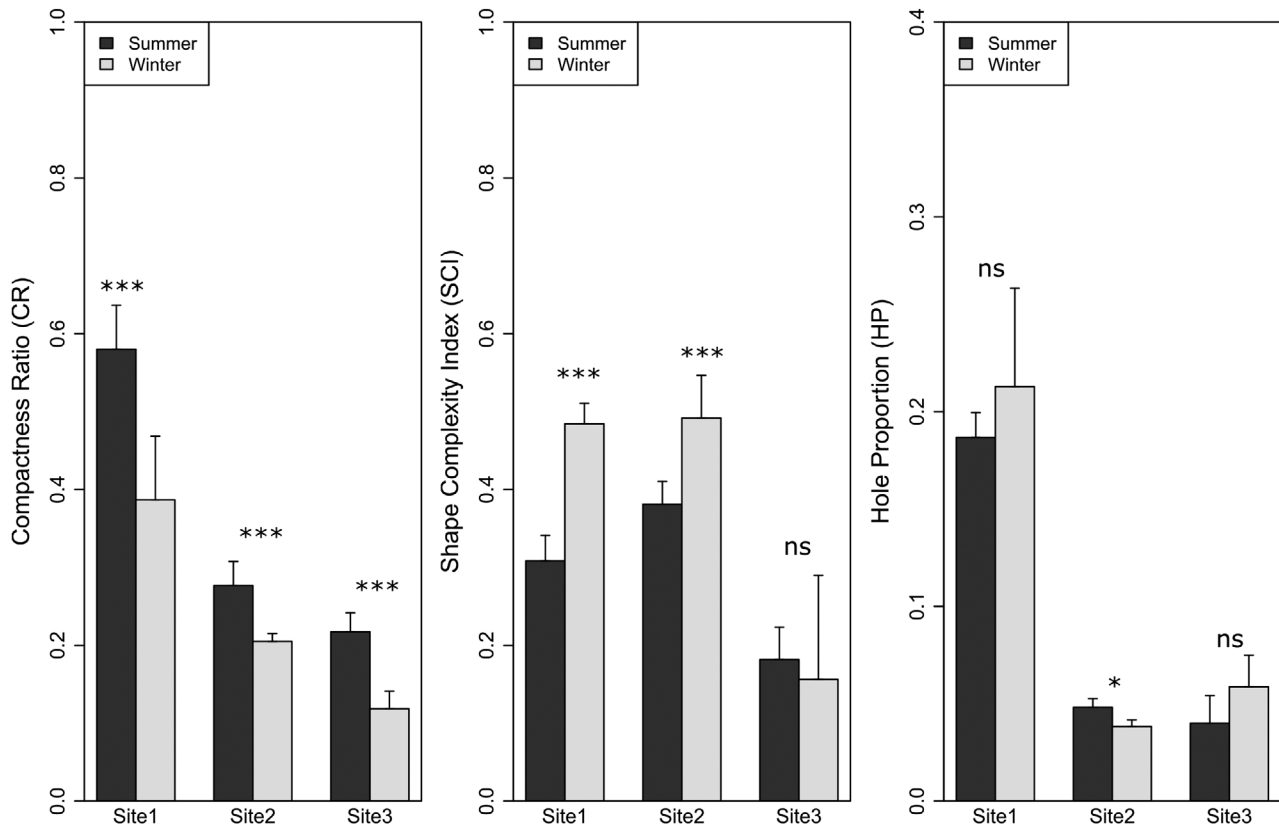 Compactness Ratio (CR)
1.0
0.8
0.6
0.4
0.2
0.0
Summer
Winter
***
***
***
Site1 Site2 Site3
Shape Complexity Index (SCI)
1.0
0.8
0.6
0.4
0.2
0.0
Summer
Winter
***
***
ns
Site1 Site2 Site3
Hole Proportion (HP)
0.4
0.3
0.2
0.1
0.0
Summer
Winter
ns
*
ns
Site1 Site2 Site3